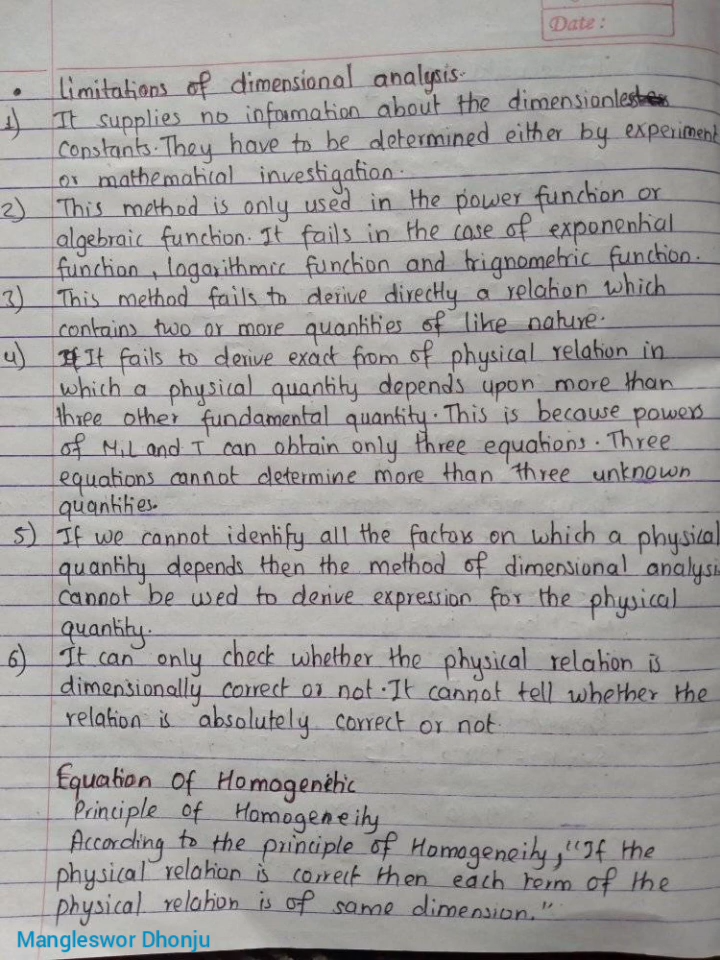 Date :
• Limitations of dimensional analysis.
1) It supplies no infomation about the dimensionless
constants. They have to be determined either by experiment
or mathematical investigation.
2) This method is only used in the power function or
algebraic function. It fails in the case of exponential
function, logarithmic function and trignometric function.
3) This method fails to derive directly a relation which
contains two or more quantities of like nature.
4) It fails to derive exact from of physical relation in
which a physical quantity depends upon more than
three other fundamental quantity. This is because powers
of M, L and T can obtain only three equations. Three
equations cannot determine more than three unknown
quantities.
5) If we cannot identify all the factors on which a physical
quantity depends then the method of dimensional analysis
cannot be used to derive expression for the physical
quantity.
6) It can only check whether the physical relation is
dimensionally correct or not. It cannot tell whether the
relation is absolutely correct or not.
Equation Of Homogenetic
Principle of Homogeneity
According to the principle of Homogeneity, "If the
physical relation is correct then each term of the
physical relation is of same dimension."
Mangleswor Dhonju